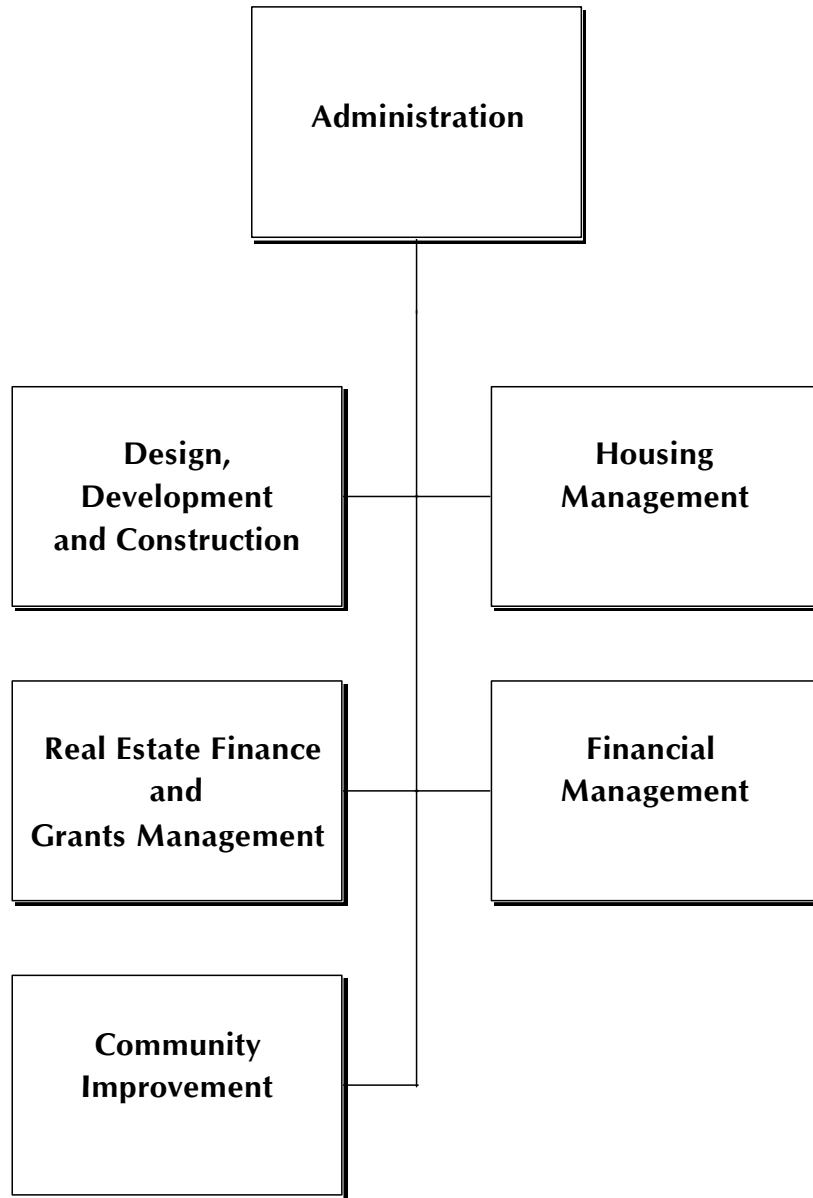 Administration
Design,
Development
and Construction
Housing
Management
Real Estate Finance
and
Grants Management
Financial
Management
Community
Improvement